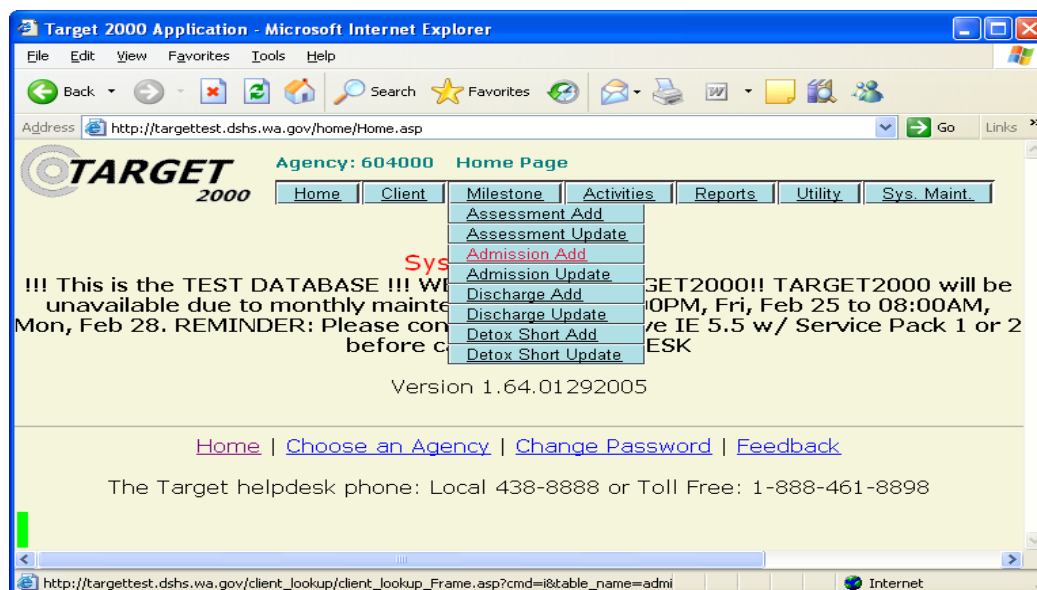 Target 2000 Application - Microsoft Internet Explorer
File Edit View Favorites Tools Help
Back Search Favorites
Address http://targettest.dshs.wa.gov/home/Home.asp Go Links »
TARGET 2000
Agency: 604000 Home Page
Home Client Milestone Activities Reports Utility Sys. Maint.
Assessment Add
Assessment Update
Admission Add
Admission Update
Discharge Add
Discharge Update
Detox Short Add
Detox Short Update
Sys
!!! This is the TEST DATABASE !!! GET2000!! TARGET2000 will be
unavailable due to monthly 0PM, Fri, Feb 25 to 08:00AM,
Mon, Feb 28. REMINDER: Please IE 5.5 w/ Service Pack 1 or 2
before ESK
Version 1.64.01292005
Home | Choose an Agency | Change Password | Feedback
The Target helpdesk phone: Local 438-8888 or Toll Free: 1-888-461-8898
http://targettest.dshs.wa.gov/client_lookup/client_lookup_Frame.asp?cmd=i&table_name=admi Internet